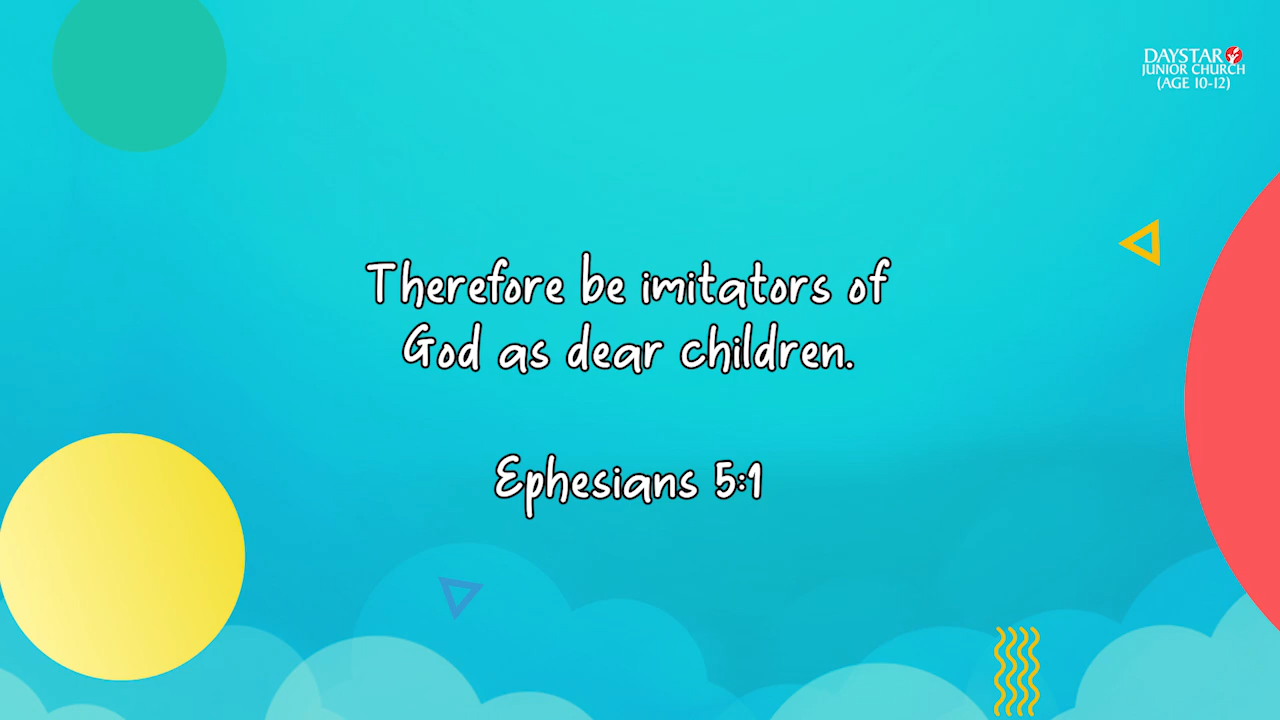 DAYSTAR
JUNIOR CHURCH
(AGE 10-12)
Therefore be imitators of
God as dear children.
Ephesians 5:1